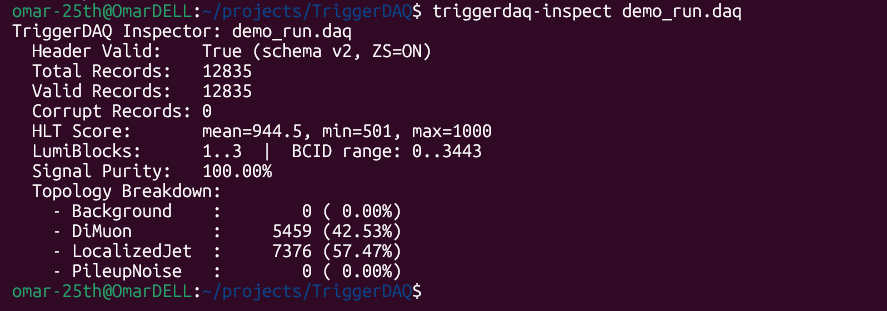 omar-25th@OmarDELL:~/projects/TriggerDAQ$ triggerdaq-inspect demo_run.daq
TriggerDAQ Inspector: demo_run.daq
  Header Valid:    True (schema v2, ZS=ON)
  Total Records:   12835
  Valid Records:   12835
  Corrupt Records: 0
  HLT Score:       mean=944.5, min=501, max=1000
  LumiBlocks:      1..3  |  BCID range: 0..3443
  Signal Purity:   100.00%
  Topology Breakdown:
    - Background    :        0 ( 0.00%)
    - DiMuon        :     5459 (42.53%)
    - LocalizedJet  :     7376 (57.47%)
    - PileupNoise   :        0 ( 0.00%)
omar-25th@OmarDELL:~/projects/TriggerDAQ$